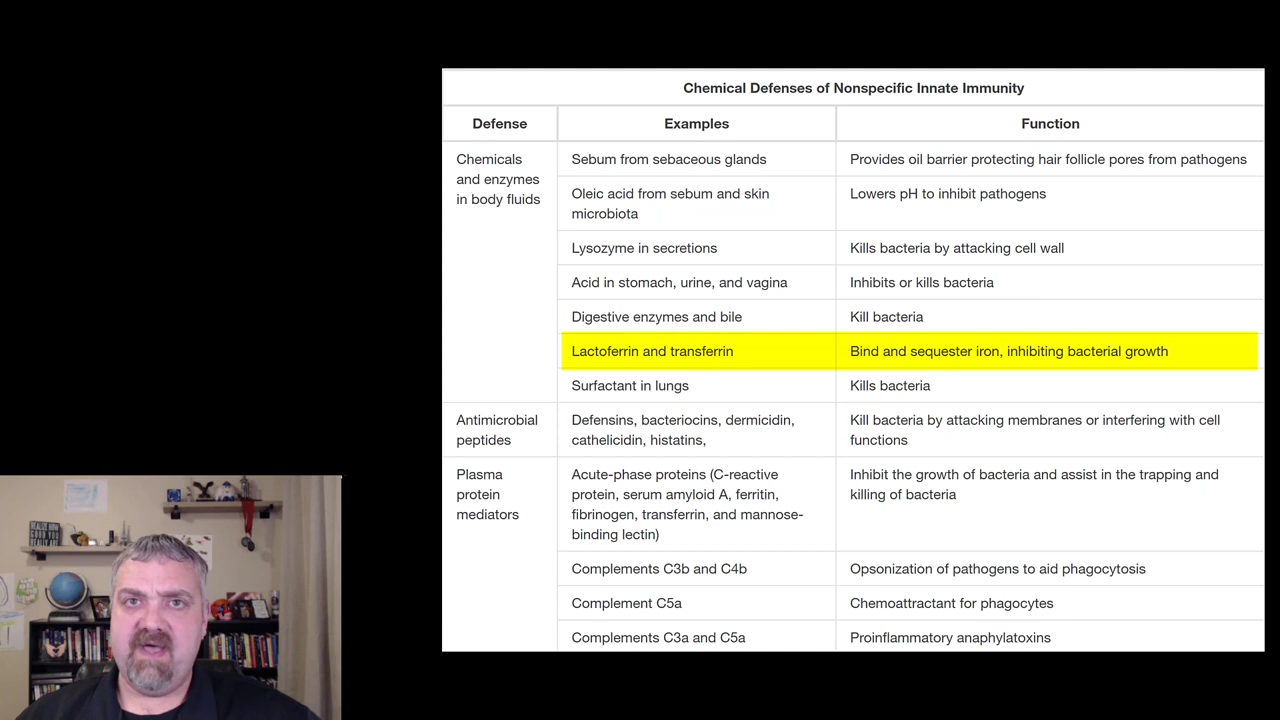 Chemical Defenses of Nonspecific Innate Immunity
Defense Examples Function
Chemicals
and enzymes
in body fluids
Sebum from sebaceous glands
Provides oil barrier protecting hair follicle pores from pathogens
Oleic acid from sebum and skin
microbiota
Lowers pH to inhibit pathogens
Lysozyme in secretions
Kills bacteria by attacking cell wall
Acid in stomach, urine, and vagina
Inhibits or kills bacteria
Digestive enzymes and bile
Kill bacteria
Lactoferrin and transferrin
Bind and sequester iron, inhibiting bacterial growth
Surfactant in lungs
Kills bacteria
Antimicrobial
peptides
Defensins, bacteriocins, dermicidin,
cathelicidin, histatins,
Kill bacteria by attacking membranes or interfering with cell
functions
Plasma
protein
mediators
Acute-phase proteins (C-reactive
protein, serum amyloid A, ferritin,
fibrinogen, transferrin, and mannose-
binding lectin)
Inhibit the growth of bacteria and assist in the trapping and
killing of bacteria
Complements C3b and C4b
Opsonization of pathogens to aid phagocytosis
Complement C5a
Chemoattractant for phagocytes
Complements C3a and C5a
Proinflammatory anaphylatoxins